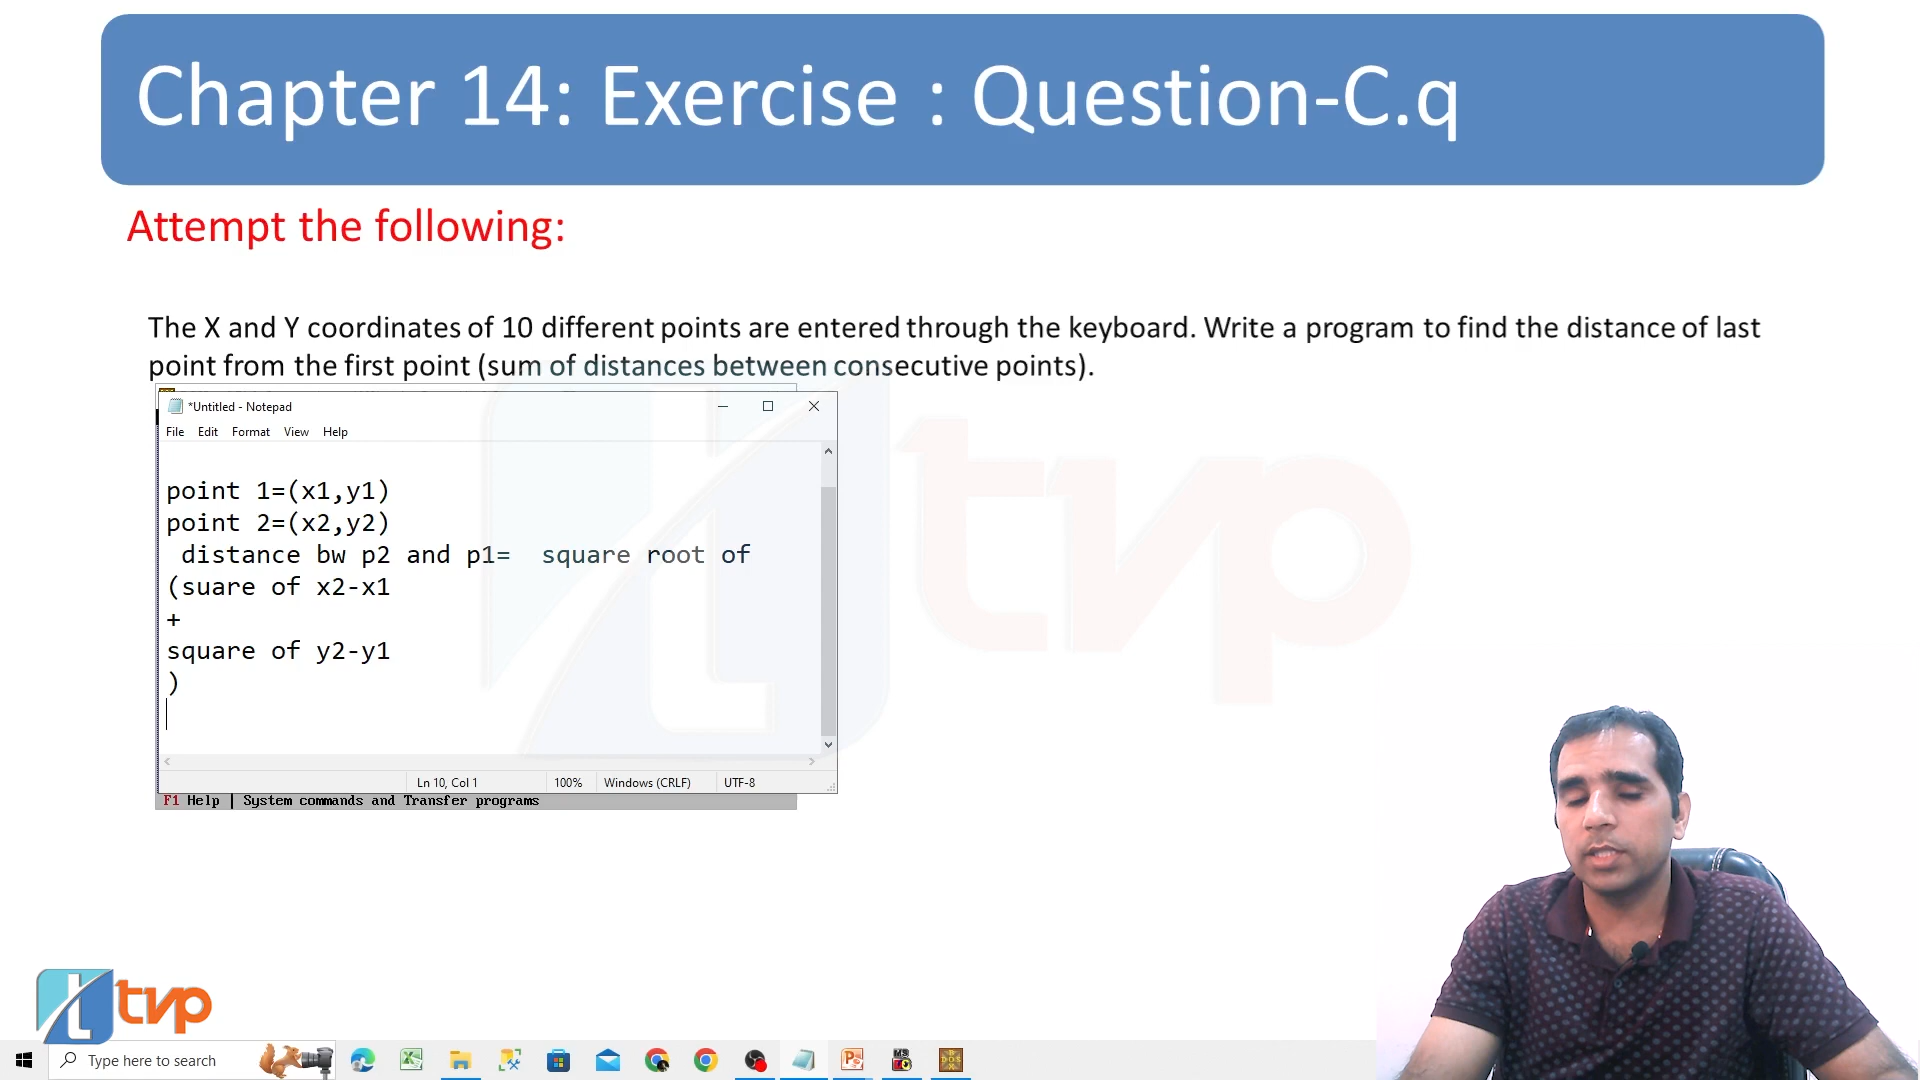 Chapter 14: Exercise : Question-C.q
Attempt the following:
The X and Y coordinates of 10 different points are entered through the keyboard. Write a program to find the distance of last
point from the first point (sum of distances between consecutive points).
*Untitled - Notepad
File Edit Format View Help
point 1=(x1,y1)
point 2=(x2,y2)
distance bw p2 and p1= square root of
(suare of x2-x1
+
square of y2-y1
)
Ln 10, Col 1 100% Windows (CRLF) UTF-8
F1 Help | System commands and Transfer programs
tvp
t tvp
Type here to search